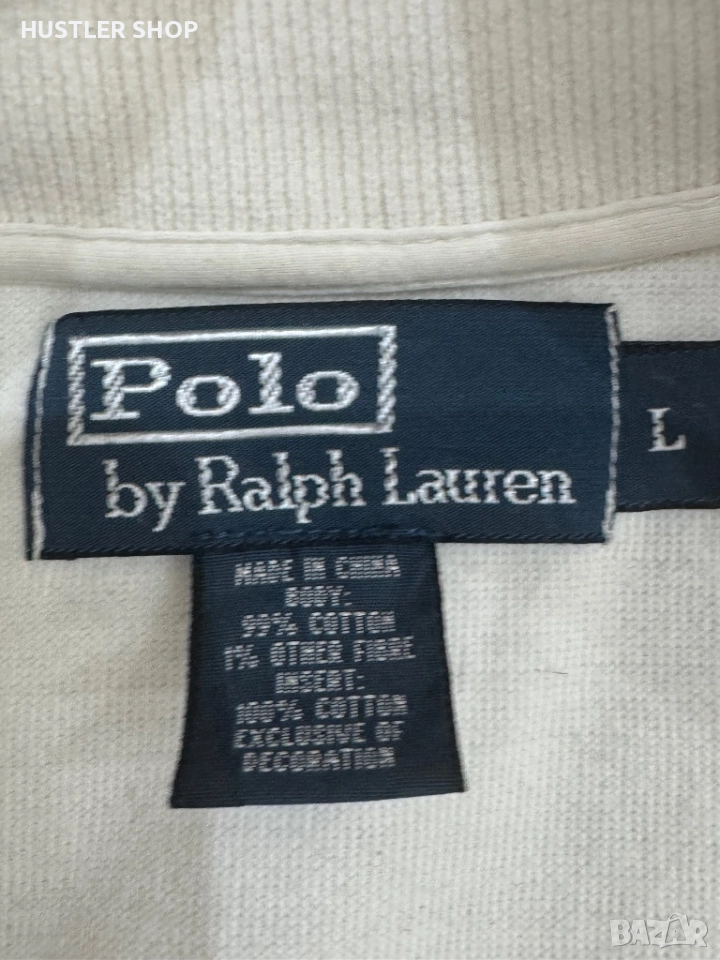 HUSTLER SHOP
Polo
by Ralph Lauren
L
MADE IN CHINA
BODY:
99% COTTON
1% OTHER FIBRE
INSERT:
100% COTTON
EXCLUSIVE OF
DECORATION
BAZAR